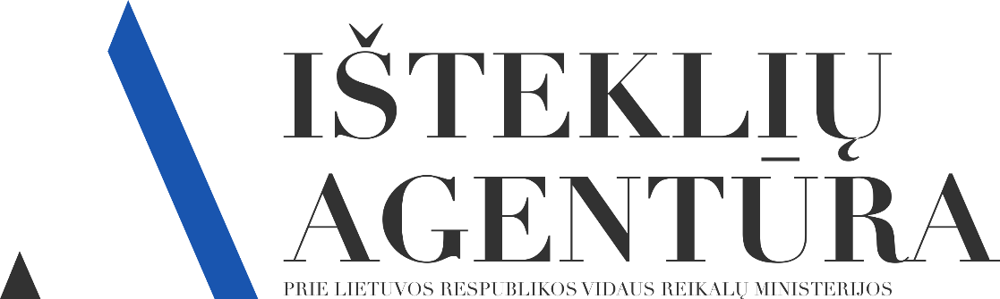 IŠTEKLIŲ
AGENTŪRA
PRIE LIETUVOS RESPUBLIKOS VIDAUS REIKALŲ MINISTERIJOS